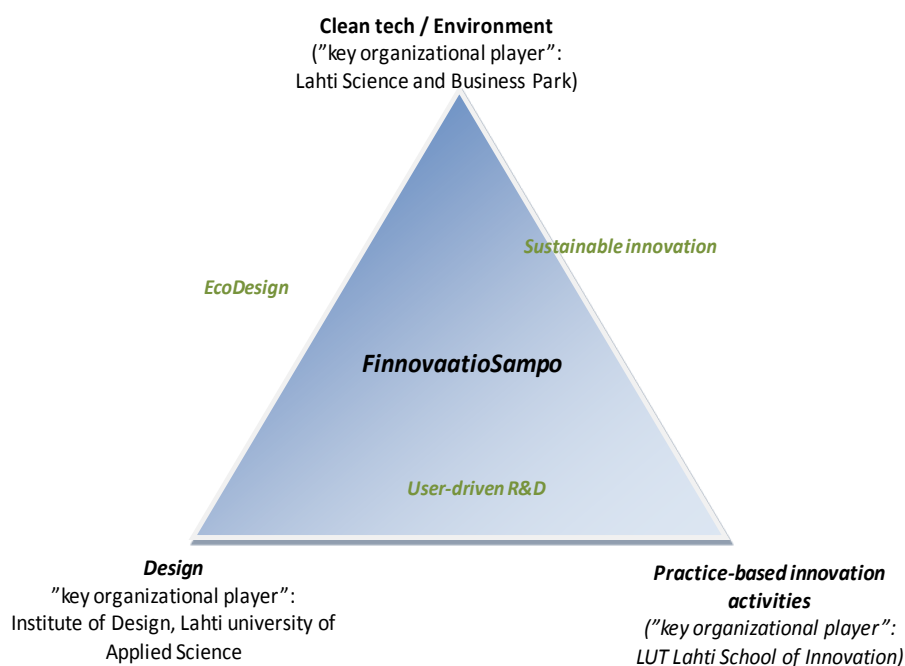 Clean tech / Environment
(”key organizational player”:
Lahti Science and Business Park)
Sustainable innovation
EcoDesign
FinnovaatioSampo
User-driven R&D
Design
”key organizational player”:
Institute of Design, Lahti university of
Applied Science
Practice-based innovation
activities
(”key organizational player”:
LUT Lahti School of Innovation)